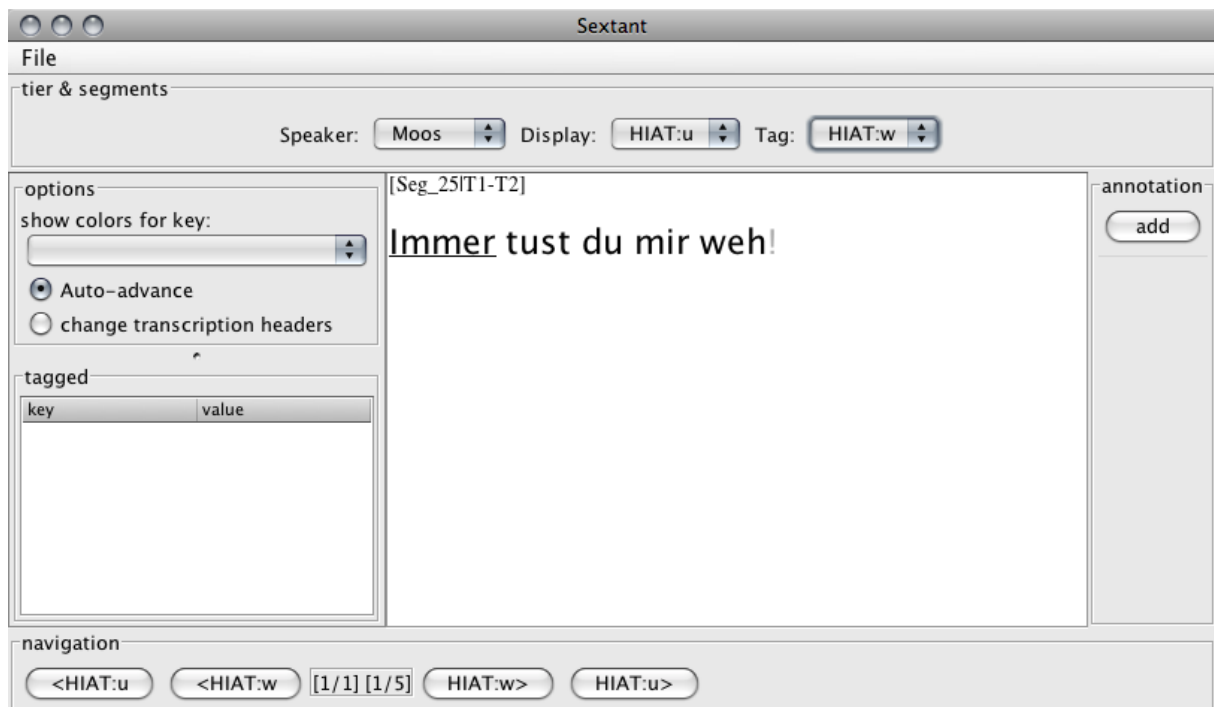 Sextant
File
tier & segments
Speaker: Moos Display: HIAT:u Tag: HIAT:w
options
show colors for key:
Auto-advance
change transcription headers
tagged
key value
[Seg_25|T1-T2]
Immer tust du mir weh!
annotation
add
navigation
<HIAT:u <HIAT:w [1/1] [1/5] HIAT:w> HIAT:u>